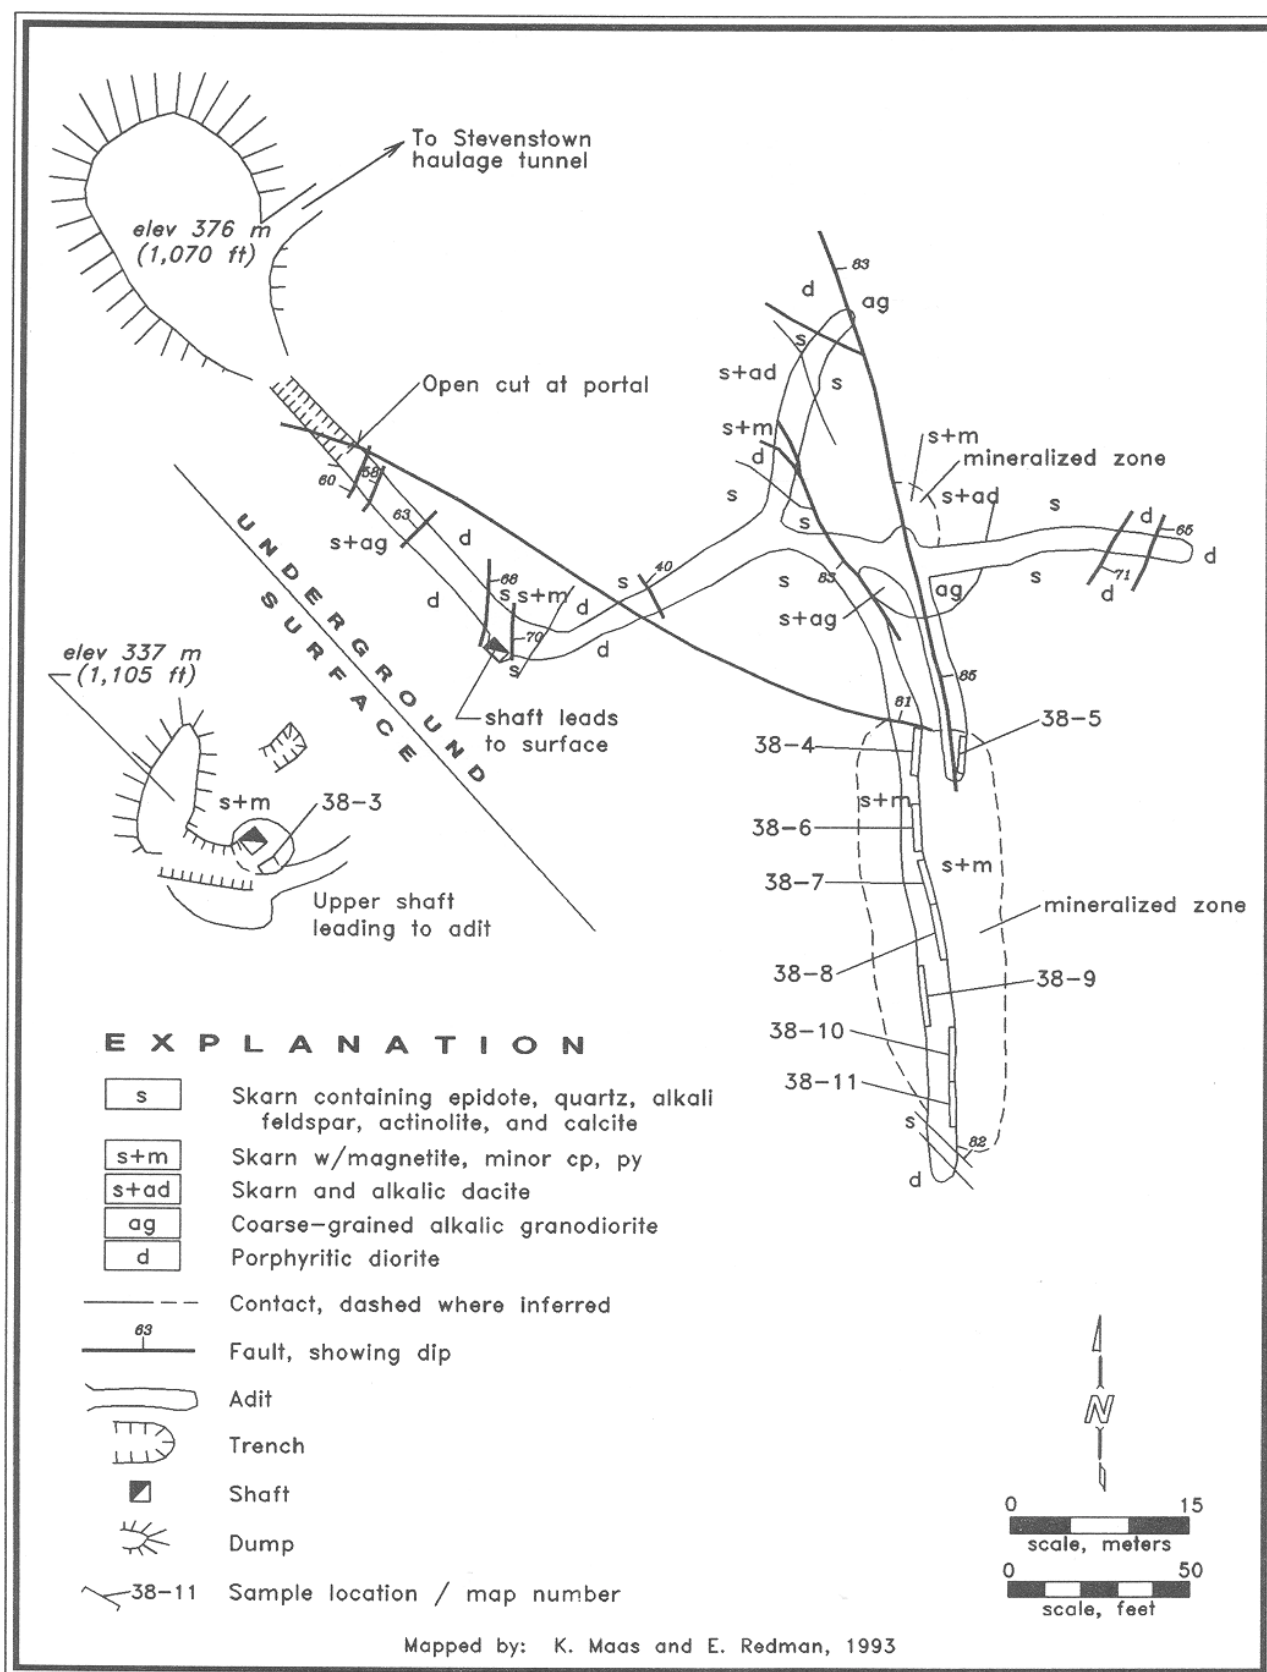 To Stevenstown
haulage tunnel
elev 376 m
(1,070 ft)
83
d
ag
s
s+ad
s
Open cut at portal
s+m
s+m
d
mineralized zone
s+ad
s
60
58
63
s+ag
d
d
68
s
s+m
70
s
d
d
s
40
s
s
s
83
s+ag
ag
s
d
65
71
d
d
85
81
UNDERGROUND
SURFACE
elev 337 m
(1,105 ft)
shaft leads
to surface
38-5
38-4
s+m
38-3
s+m
38-6
s+m
38-7
Upper shaft
leading to adit
mineralized zone
38-8
38-9
38-10
38-11
s
82
d
EXPLANATION
s Skarn containing epidote, quartz, alkali
feldspar, actinolite, and calcite
s+m Skarn w/magnetite, minor cp, py
s+ad Skarn and alkalic dacite
ag Coarse-grained alkalic granodiorite
d Porphyritic diorite
Contact, dashed where inferred
63
Fault, showing dip
Adit
Trench
Shaft
Dump
38-11 Sample location / map number
N
0 15
scale, meters
0 50
scale, feet
Mapped by: K. Maas and E. Redman, 1993